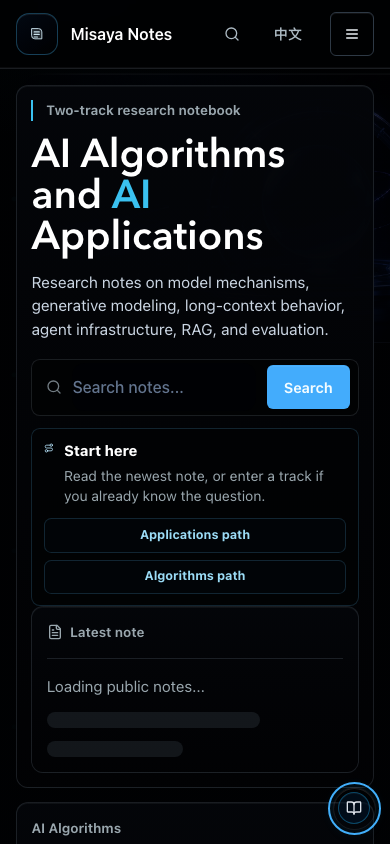 Misaya Notes
中文
Two-track research notebook
AI Algorithms
and AI
Applications
Research notes on model mechanisms,
generative modeling, long-context behavior,
agent infrastructure, RAG, and evaluation.
Search notes...
Search
Start here
Read the newest note, or enter a track if
you already know the question.
Applications path
Algorithms path
Latest note
Loading public notes...
AI Algorithms